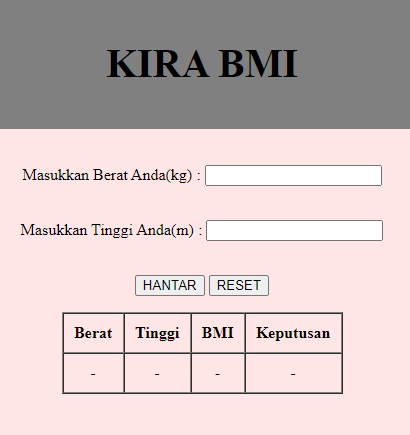 KIRA BMI
Masukkan Berat Anda(kg) :
Masukkan Tinggi Anda(m) :
HANTAR RESET
Berat Tinggi BMI Keputusan
- - - -